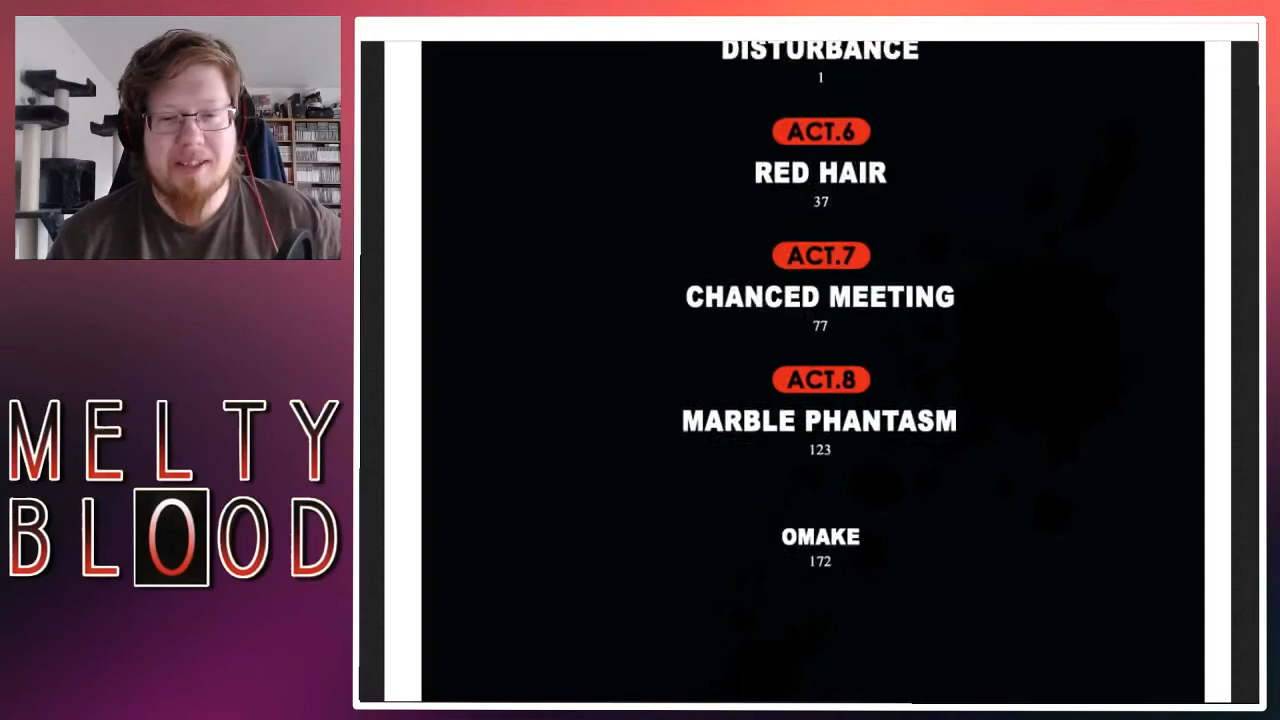 DISTURBANCE
1
ACT.6
RED HAIR
37
ACT.7
CHANCED MEETING
77
ACT.8
MARBLE PHANTASM
123
OMAKE
172
MELTY
BLOOD